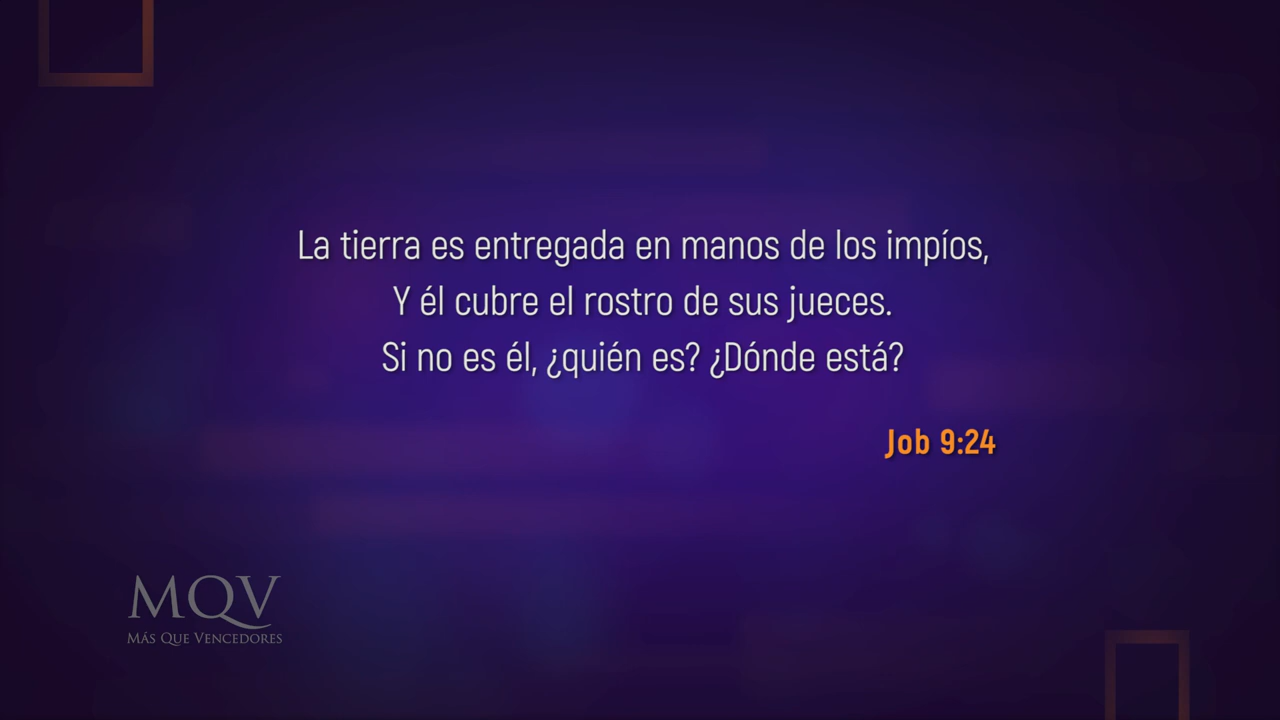 La tierra es entregada en manos de los impíos,
Y él cubre el rostro de sus jueces.
Si no es él, ¿quién es? ¿Dónde está?
Job 9:24
MQV
MÁS QUE VENCEDORES